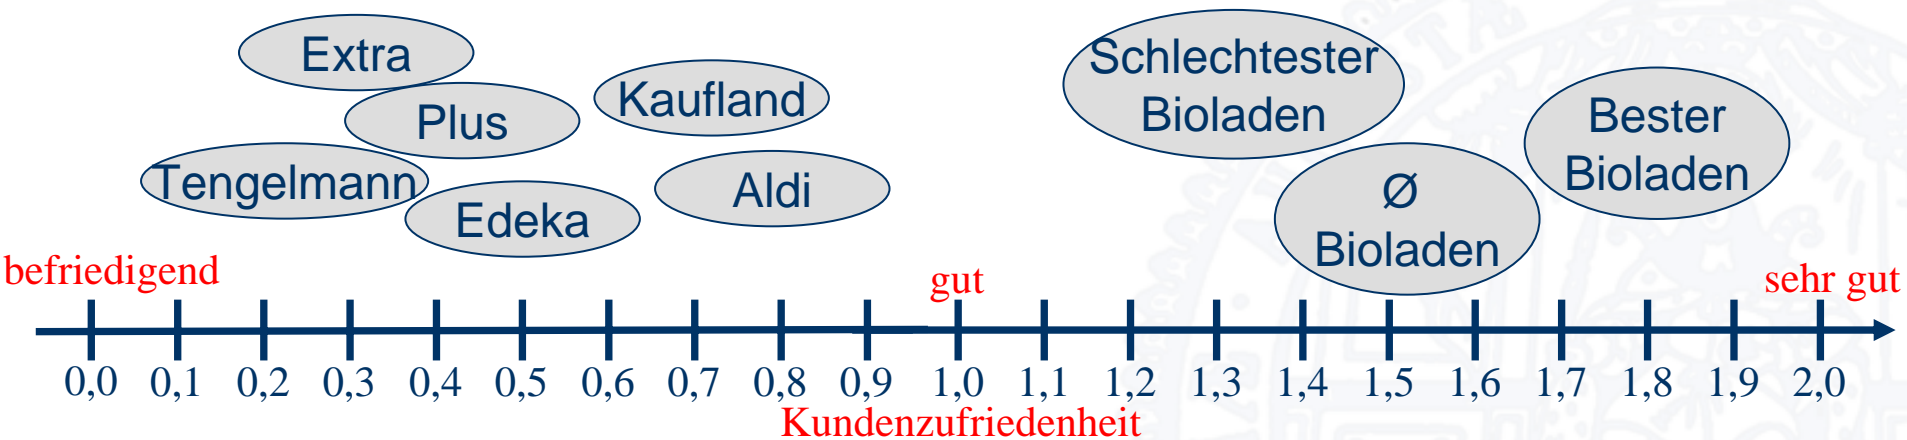 Extra
Plus
Tengelmann
Edeka
Kaufland
Aldi
Schlechtester
Bioladen
Ø
Bioladen
Bester
Bioladen
befriedigend
gut
sehr gut
0,0 0,1 0,2 0,3 0,4 0,5 0,6 0,7 0,8 0,9 1,0 1,1 1,2 1,3 1,4 1,5 1,6 1,7 1,8 1,9 2,0
Kundenzufriedenheit